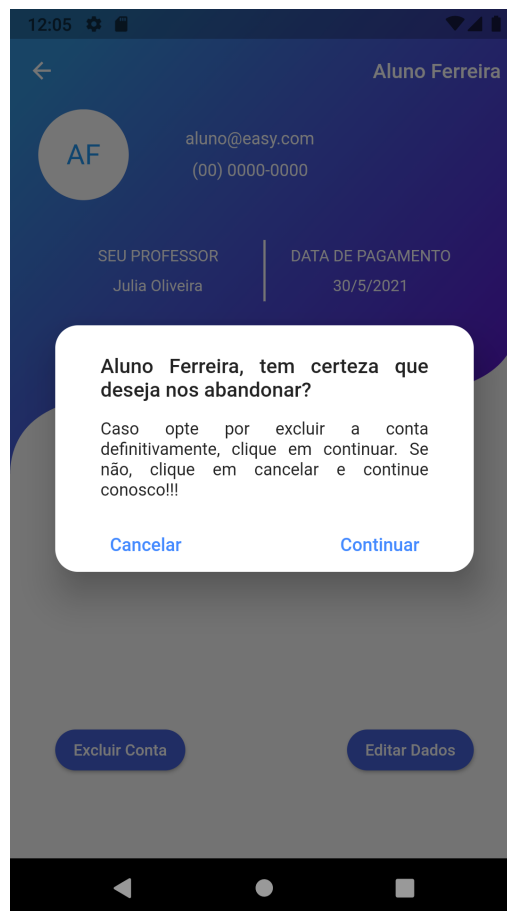 12:05
Aluno Ferreira
AF
aluno@easy.com
(00) 0000-0000
SEU PROFESSOR
Julia Oliveira
DATA DE PAGAMENTO
30/5/2021
Aluno Ferreira, tem certeza que
deseja nos abandonar?
Caso opte por excluir a conta
definitivamente, clique em continuar. Se
não, clique em cancelar e continue
conosco!!!
Cancelar
Continuar
Excluir Conta
Editar Dados